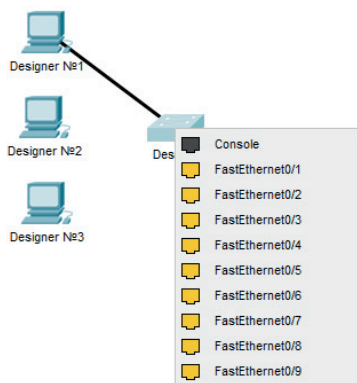 Designer №1
Designer №2
Des
Designer №3
Console
FastEthernet0/1
FastEthernet0/2
FastEthernet0/3
FastEthernet0/4
FastEthernet0/5
FastEthernet0/6
FastEthernet0/7
FastEthernet0/8
FastEthernet0/9